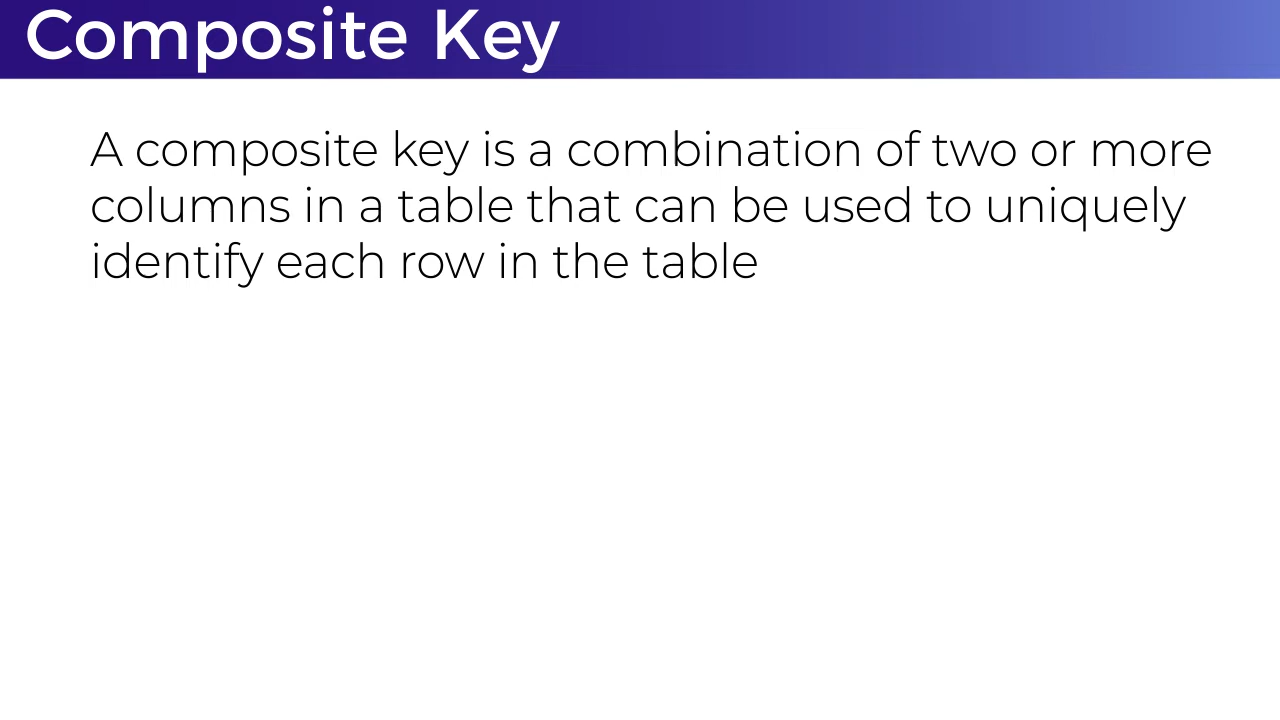 Composite Key
A composite key is a combination of two or more
columns in a table that can be used to uniquely
identify each row in the table